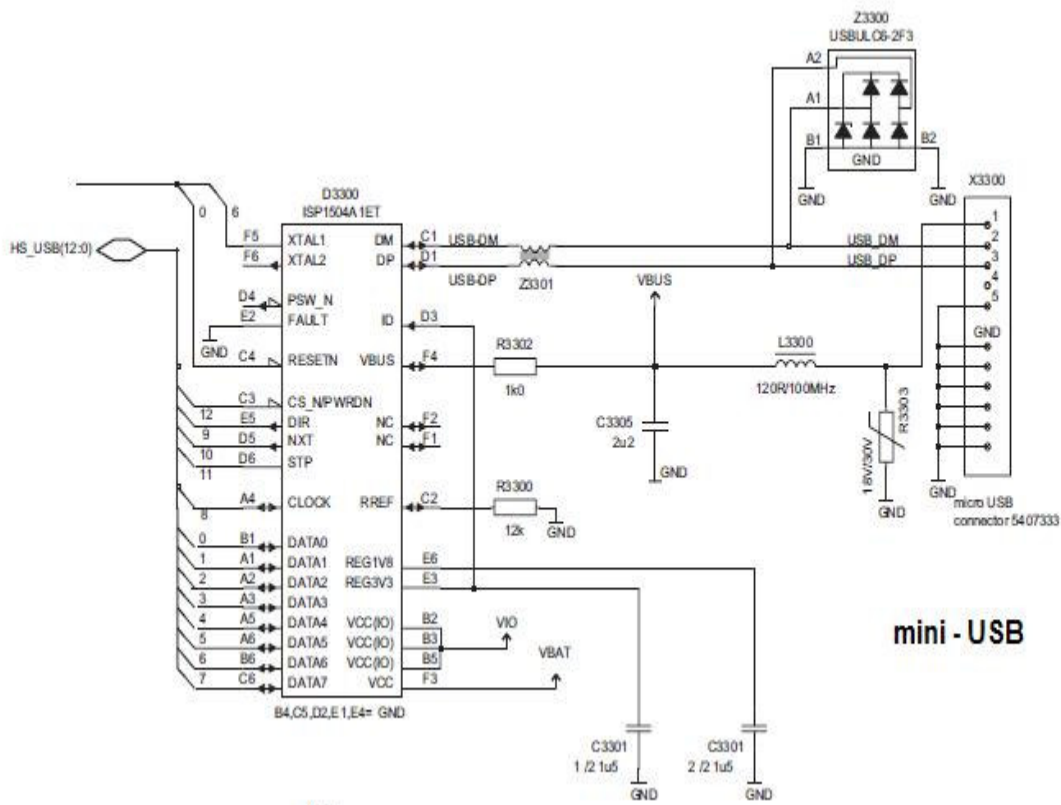 Z3300
USBULC6-2F3
A2
A1
B1
B2
GND
GND
GND
X3300
1
2
3
4
5
GND
GND
micro USB
connector 5407333
D3300
ISP1504A1ET
0
6
HS_USB(12:0)
F5
XTAL1
DM
C1
USB-DM
USB_DM
F6
XTAL2
DP
D1
USB-DP
Z3301
USB_DP
D4
PSW_N
VBUS
E2
FAULT
ID
D3
GND
R3302
L3300
C4
RESETN
VBUS
F4
1k0
120R/100MHz
R3303
16V/30V
GND
C3
CS_N/PWRDN
C3305
2u2
GND
12
E5
DIR
NC
F2
9
D5
NXT
NC
F1
10
D6
STP
11
R3300
A4
CLOCK
RREF
C2
8
12k
GND
0
B1
DATA0
1
A1
DATA1
REG1V8
E6
2
A2
DATA2
REG3V3
E3
3
A3
DATA3
4
A5
DATA4
VCC(IO)
B2
VIO
5
A6
DATA5
VCC(IO)
B3
6
B6
DATA6
VCC(IO)
B5
VBAT
7
C6
DATA7
VCC
F3
B4,C5,D2,E1,E4= GND
mini - USB
C3301
1 /2 1u5
GND
C3301
2 /2 1u5
GND